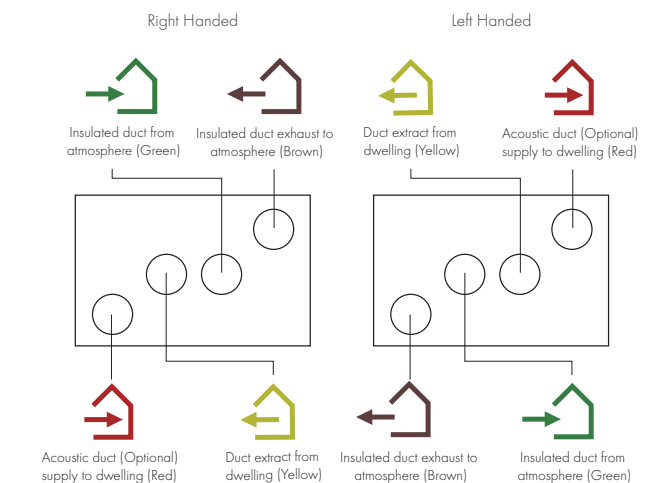 Right Handed
Left Handed
Insulated duct from
atmosphere (Green)
Insulated duct exhaust to
atmosphere (Brown)
Duct extract from
dwelling (Yellow)
Acoustic duct (Optional)
supply to dwelling (Red)
Acoustic duct (Optional)
supply to dwelling (Red)
Duct extract from
dwelling (Yellow)
Insulated duct exhaust to
atmosphere (Brown)
Insulated duct from
atmosphere (Green)